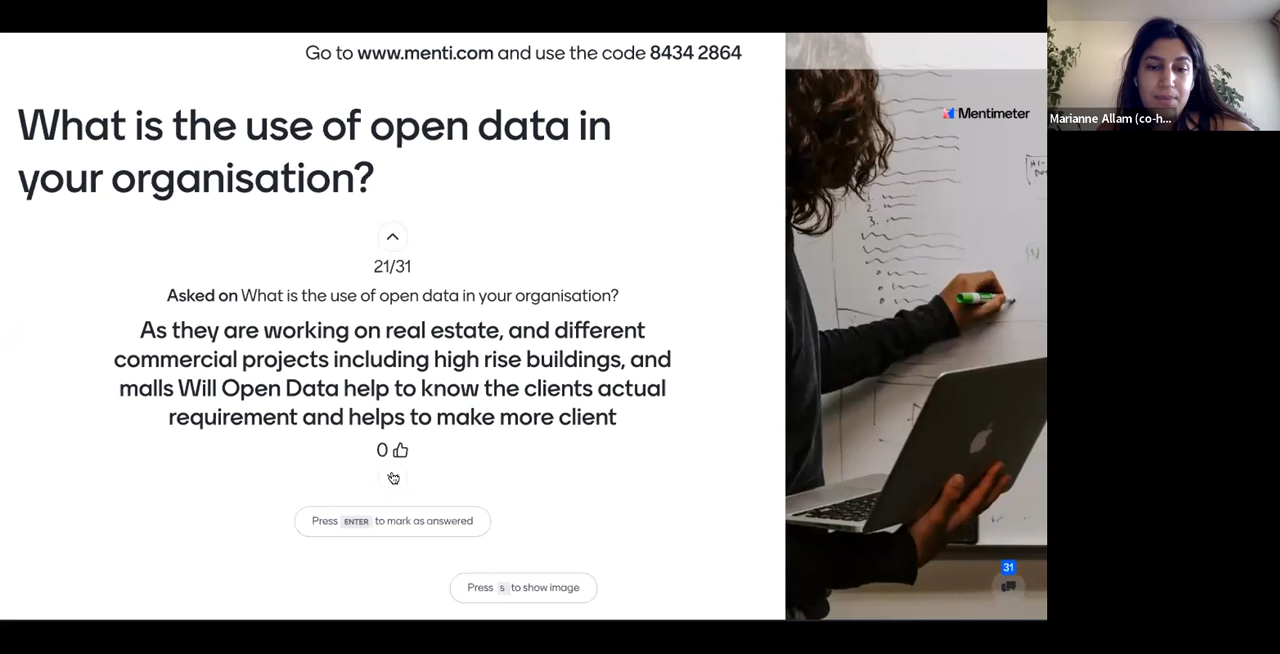 Go to www.menti.com and use the code 8434 2864
What is the use of open data in
your organisation?
21/31
Asked on What is the use of open data in your organisation?
As they are working on real estate, and different
commercial projects including high rise buildings, and
malls Will Open Data help to know the clients actual
requirement and helps to make more client
0
Press ENTER to mark as answered
Press S to show image
Mentimeter
1.
2.
3.
31
Marianne Allam (co-h...